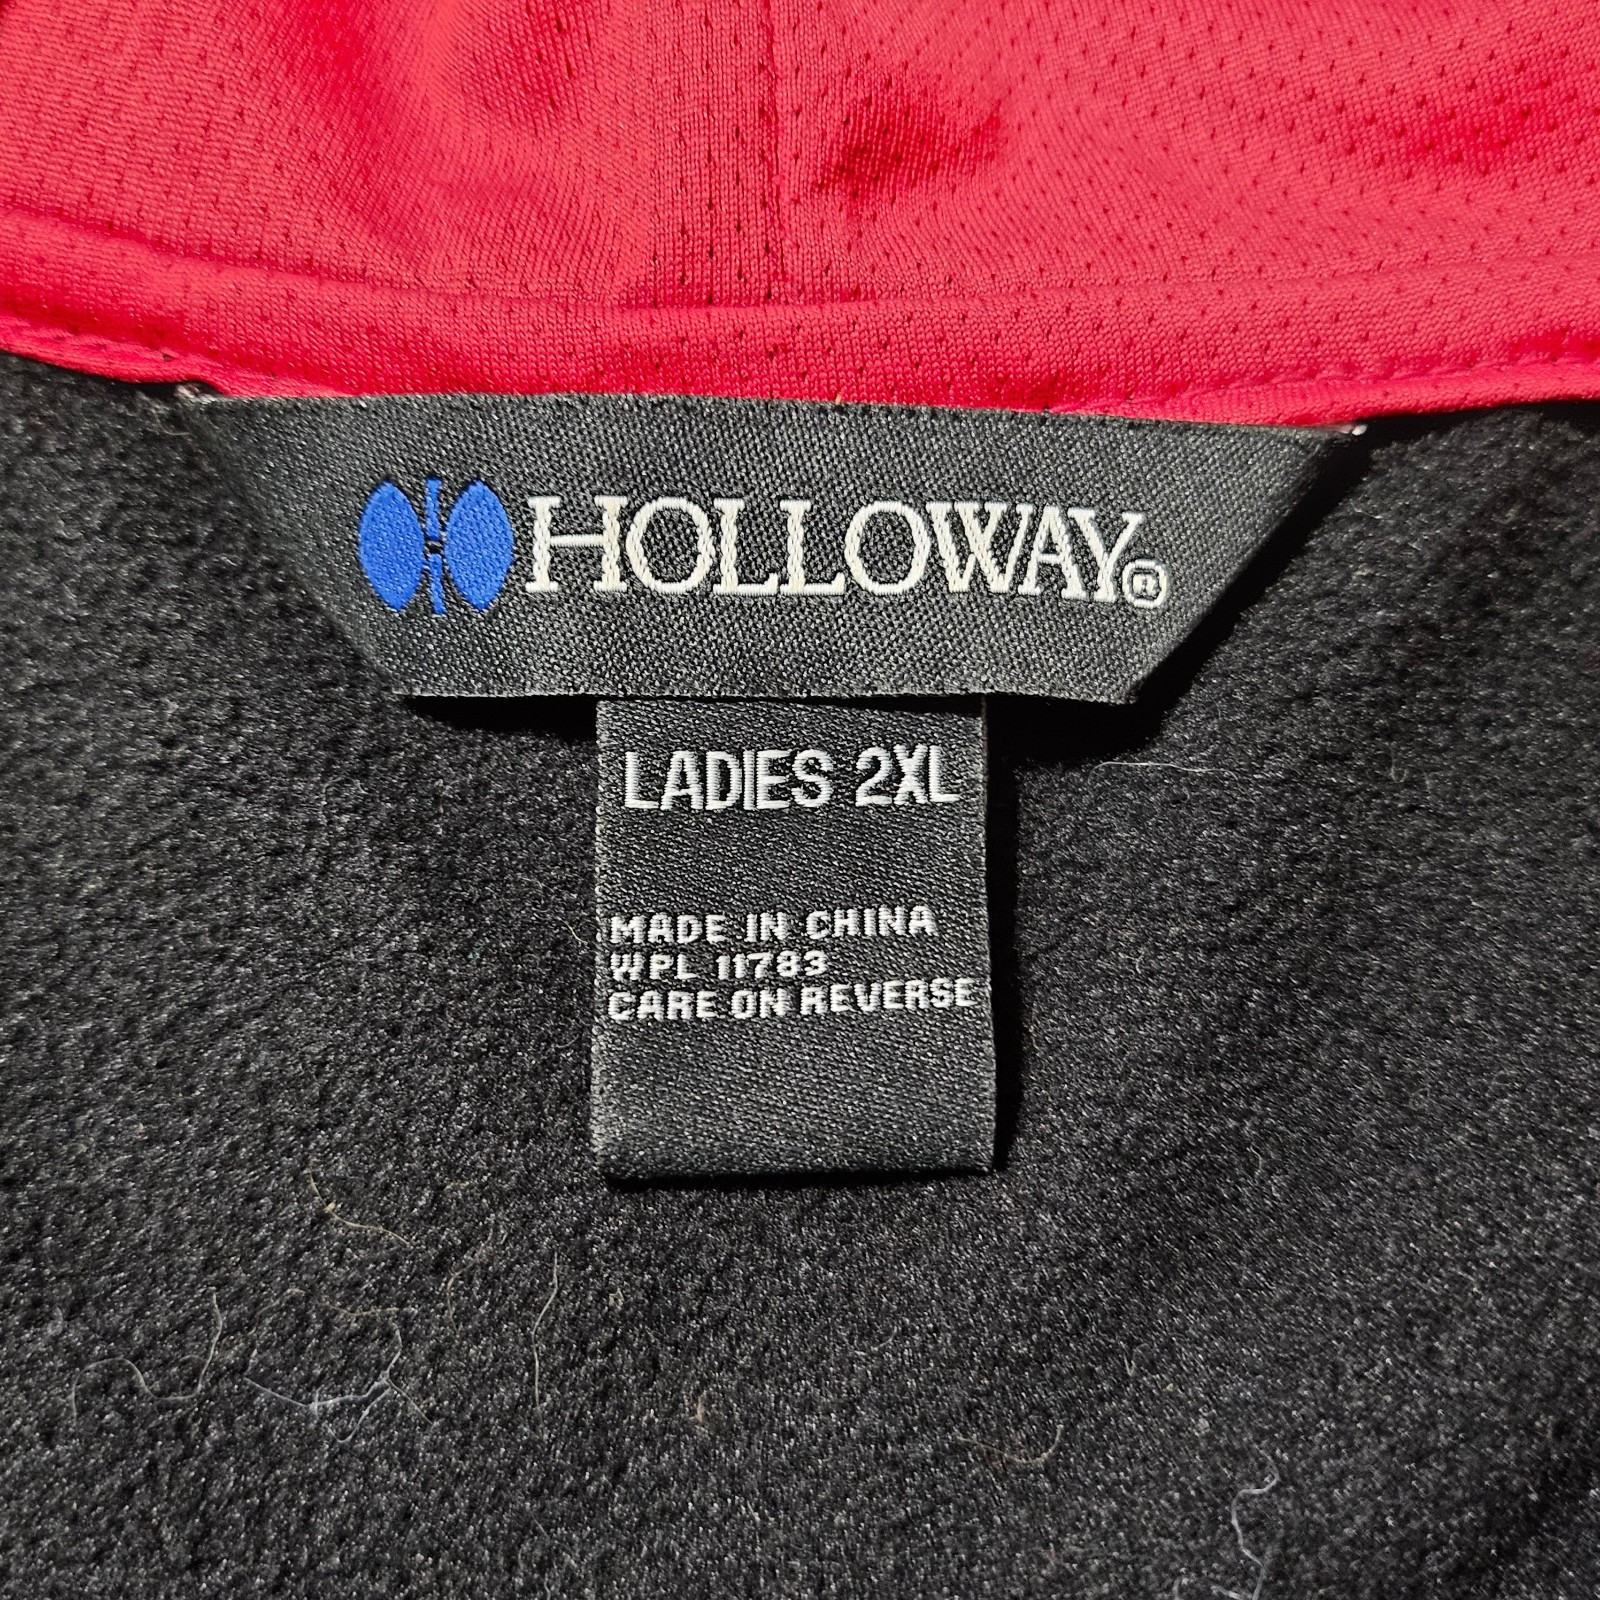 HOLLOWAY®
LADIES 2XL
MADE IN CHINA
WPL 11783
CARE ON REVERSE